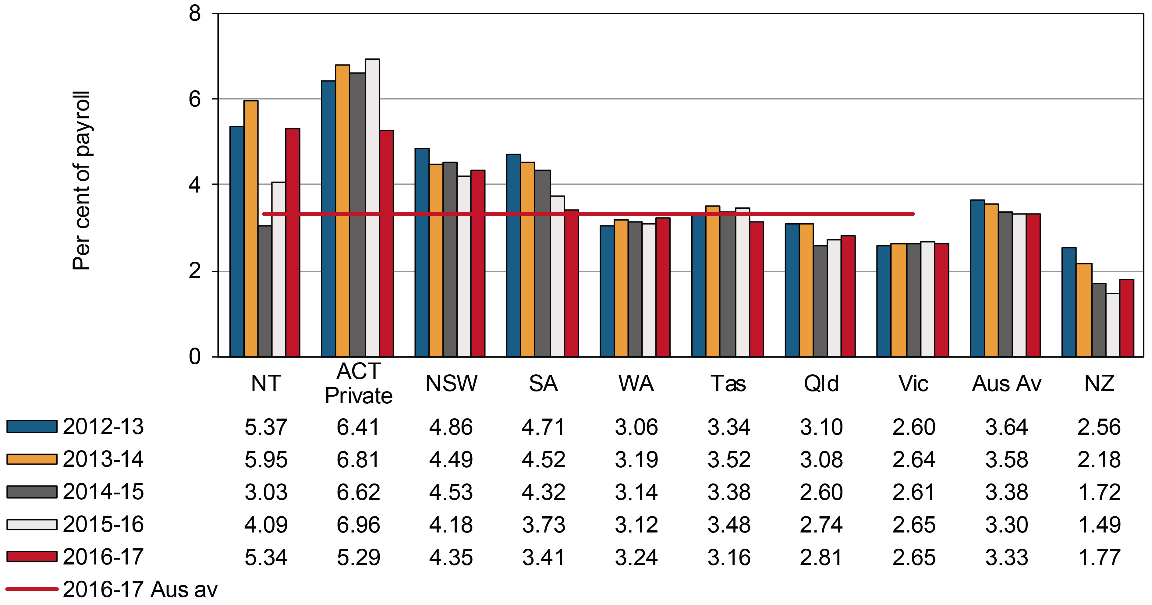 8
6
4
2
0
Per cent of payroll
NT ACT Private NSW SA WA Tas Qld Vic Aus Av NZ
2012-13 5.37 6.41 4.86 4.71 3.06 3.34 3.10 2.60 3.64 2.56
2013-14 5.95 6.81 4.49 4.52 3.19 3.52 3.08 2.64 3.58 2.18
2014-15 3.03 6.62 4.53 4.32 3.14 3.38 2.60 2.61 3.38 1.72
2015-16 4.09 6.96 4.18 3.73 3.12 3.48 2.74 2.65 3.30 1.49
2016-17 5.34 5.29 4.35 3.41 3.24 3.16 2.81 2.65 3.33 1.77
2016-17 Aus av